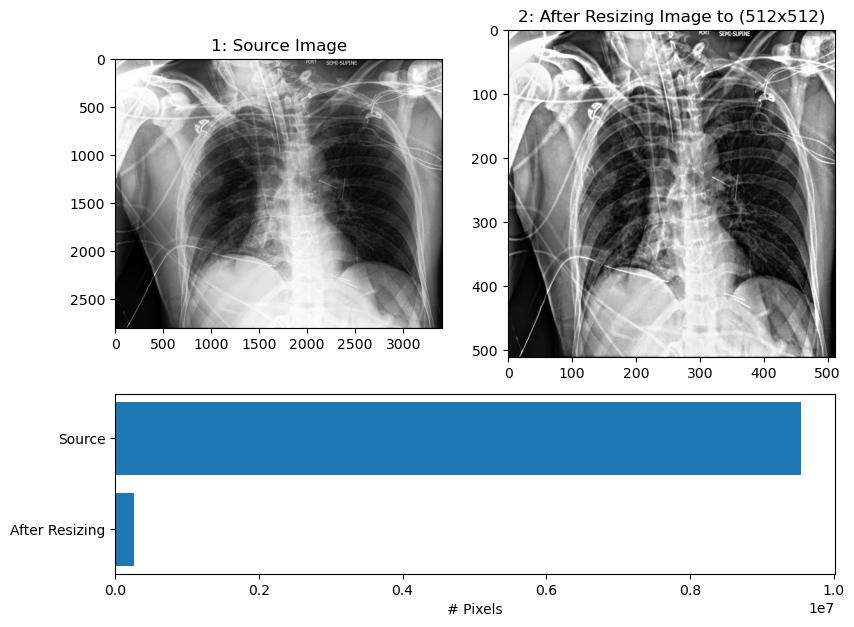 1: Source Image
2: After Resizing Image to (512x512)
PORT SEMI-SUPINE
PORT SEMI-SUPINE
0
500
1000
1500
2000
2500
0 500 1000 1500 2000 2500 3000
0
100
200
300
400
500
0 100 200 300 400 500
Source
After Resizing
0.0 0.2 0.4 0.6 0.8 1.0
1e7
# Pixels